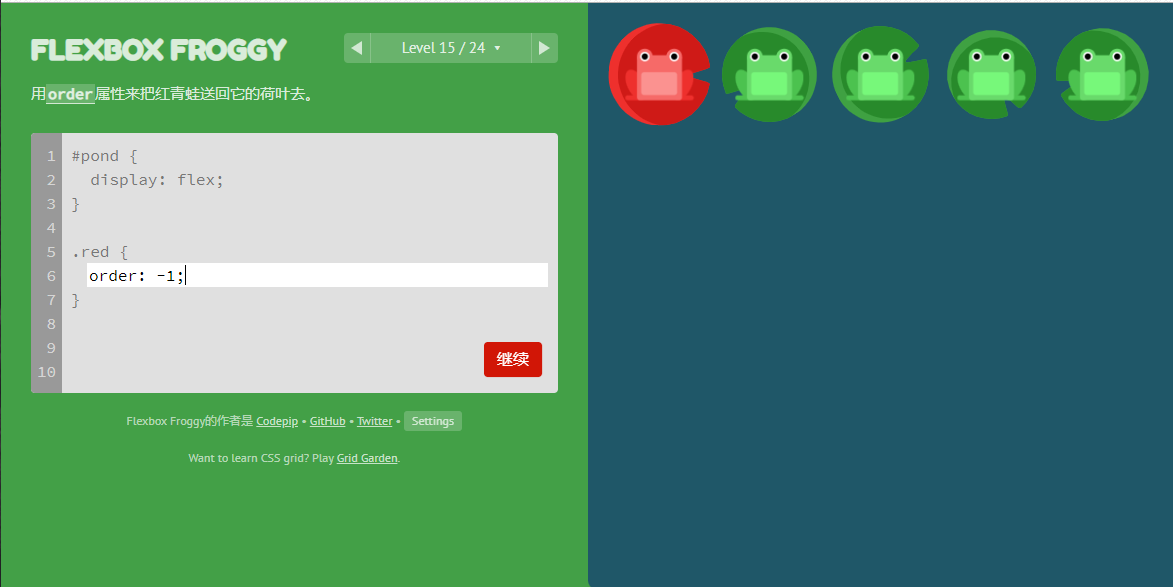 FLEXBOX FROGGY
◀ Level 15 / 24 ▼ ▶
用order属性来把红青蛙送回它的荷叶去。
1 #pond {
2   display: flex;
3 }
4
5 .red {
6   order: -1;
7 }
8
9
10
继续
Flexbox Froggy的作者是 Codepip • GitHub • Twitter • Settings
Want to learn CSS grid? Play Grid Garden.